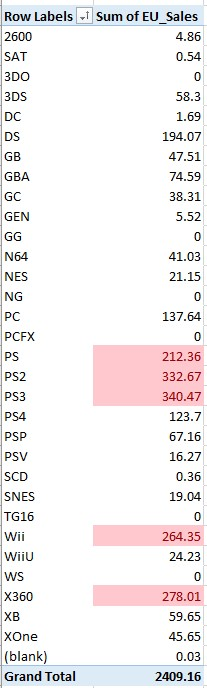 Row Labels Sum of EU_Sales
2600 4.86
SAT 0.54
3DO 0
3DS 58.3
DC 1.69
DS 194.07
GB 47.51
GBA 74.59
GC 38.31
GEN 5.52
GG 0
N64 41.03
NES 21.15
NG 0
PC 137.64
PCFX 0
PS 212.36
PS2 332.67
PS3 340.47
PS4 123.7
PSP 67.16
PSV 16.27
SCD 0.36
SNES 19.04
TG16 0
Wii 264.35
WiiU 24.23
WS 0
X360 278.01
XB 59.65
XOne 45.65
(blank) 0.03
Grand Total 2409.16